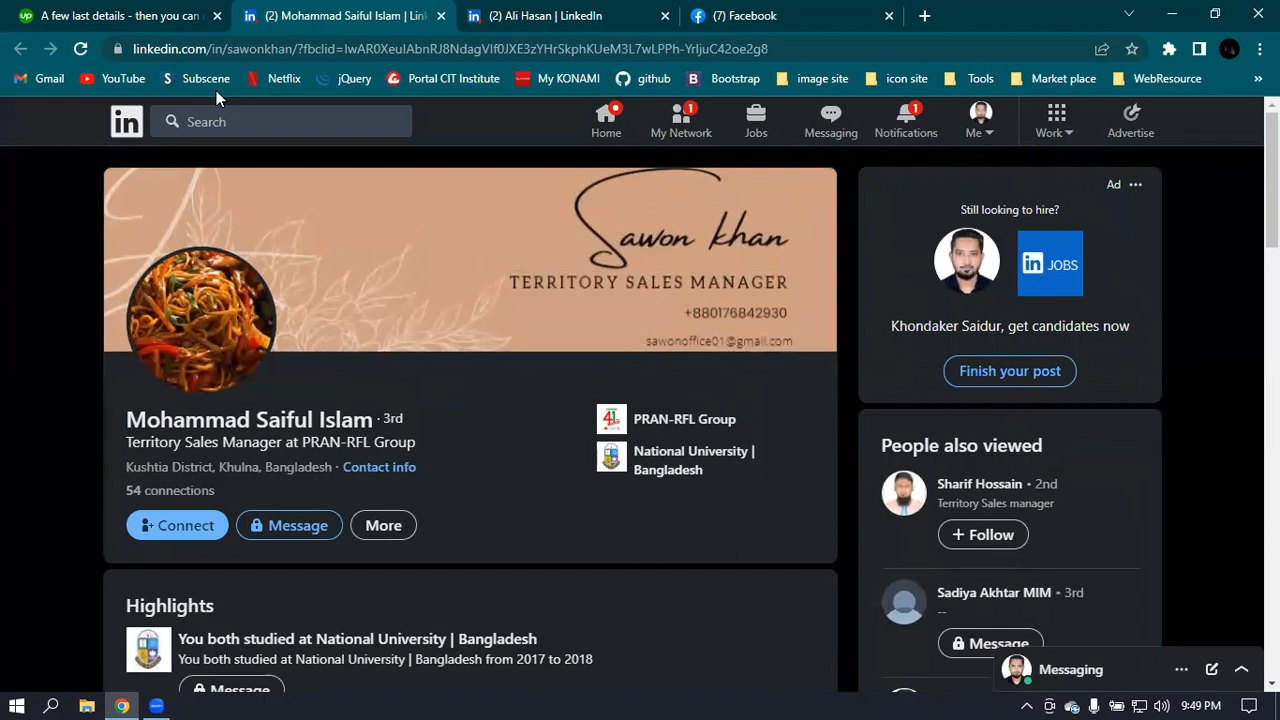 A few last details - then you can
(2) Mohammad Saiful Islam | Link
(2) Ali Hasan | LinkedIn
(7) Facebook
linkedin.com/in/sawonkhan/?fbclid=IwAR0XeuIAbnRJ8NdagVIf0JXE3zYHrSkphKUeM3L7wLPPh-YrIjuC42oe2g8
Gmail
YouTube
Subscene
Netflix
jQuery
Portal CIT Institute
My KONAMI
github
Bootstrap
image site
icon site
Tools
Market place
WebResource
»
in
Search
Home
1
My Network
Jobs
Messaging
1
Notifications
Me
Work
Advertise
Sawon khan
TERRITORY SALES MANAGER
+880176842930
sawonoffice01@gmail.com
Mohammad Saiful Islam · 3rd
Territory Sales Manager at PRAN-RFL Group
Kushtia District, Khulna, Bangladesh · Contact info
54 connections
Connect
Message
More
PRAN-RFL Group
National University |
Bangladesh
Highlights
You both studied at National University | Bangladesh
You both studied at National University | Bangladesh from 2017 to 2018
Message
Ad
Still looking to hire?
in JOBS
Khondaker Saidur, get candidates now
Finish your post
People also viewed
Sharif Hossain • 2nd
Territory Sales manager
+ Follow
Sadiya Akhtar MIM • 3rd
--
Message
Messaging
9:49 PM